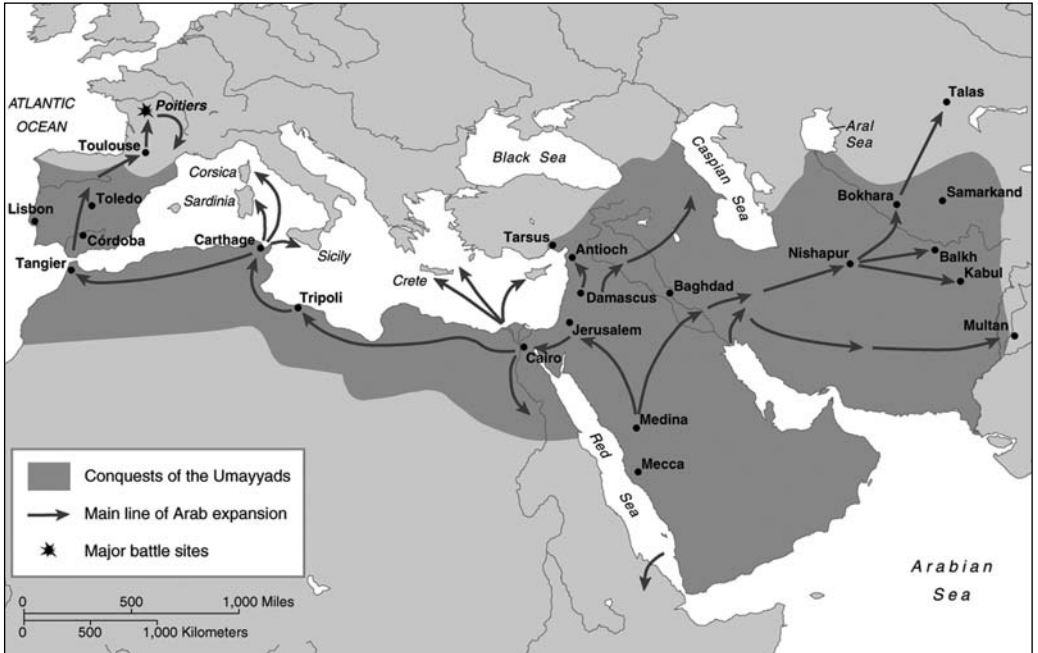 Talas
ATLANTIC
OCEAN
Poitiers
Aral
Sea
Toulouse
Black Sea
Caspian
Sea
Corsica
Bokhara
Samarkand
Sardinia
Toledo
Lisbon
Córdoba
Carthage
Tarsus
Antioch
Nishapur
Balkh
Tangier
Sicily
Kabul
Crete
Damascus
Baghdad
Tripoli
Jerusalem
Multan
Cairo
Medina
Red
Sea
Mecca
Conquests of the Umayyads
Main line of Arab expansion
Major battle sites
Arabian
Sea
0 500 1,000 Miles
0 500 1,000 Kilometers